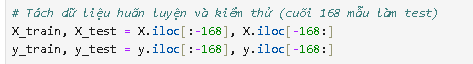 # Tách dữ liệu huấn luyện và kiểm thử (cuối 168 mẫu làm test)
X_train, X_test = X.iloc[:-168], X.iloc[-168:]
y_train, y_test = y.iloc[:-168], y.iloc[-168:]